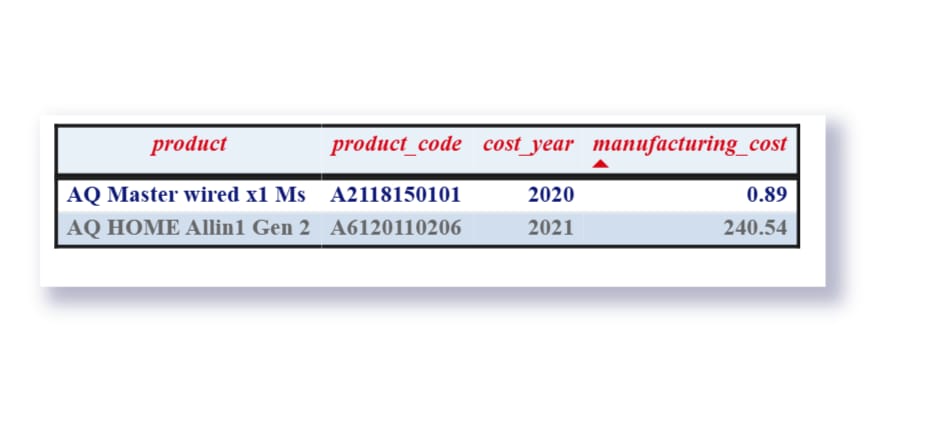 product product_code cost_year manufacturing_cost
AQ Master wired x1 Ms A2118150101 2020 0.89
AQ HOME Allin1 Gen 2 A6120110206 2021 240.54